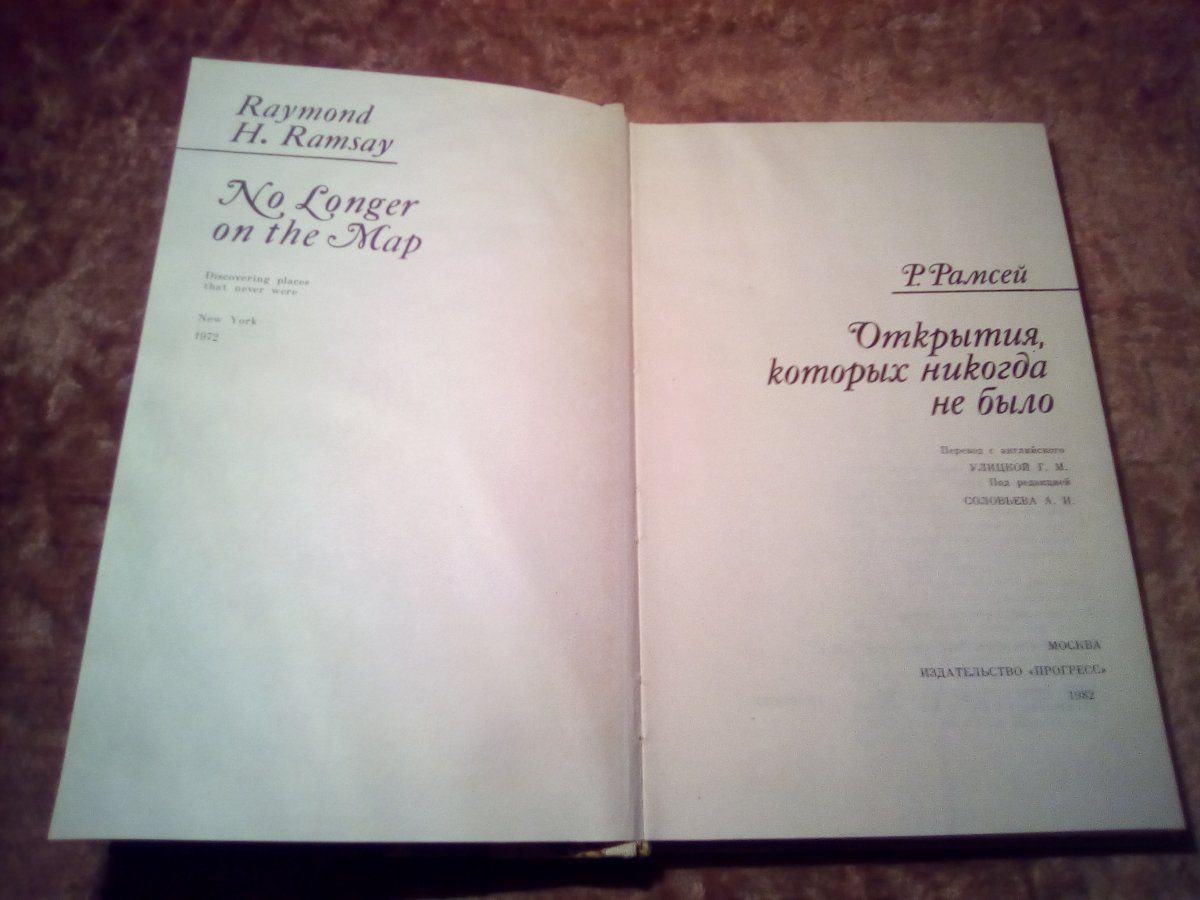 Raymond
H. Ramsay
No Longer
on the Map
Discovering places
that never were
New York
1972
Р. Рамсей
Открытия,
которых никогда
не было
Перевод с английского
УЛИЦКОЙ Г. М.
Под редакцией
СОЛОВЬЕВА А. И.
МОСКВА
ИЗДАТЕЛЬСТВО «ПРОГРЕСС»
1982